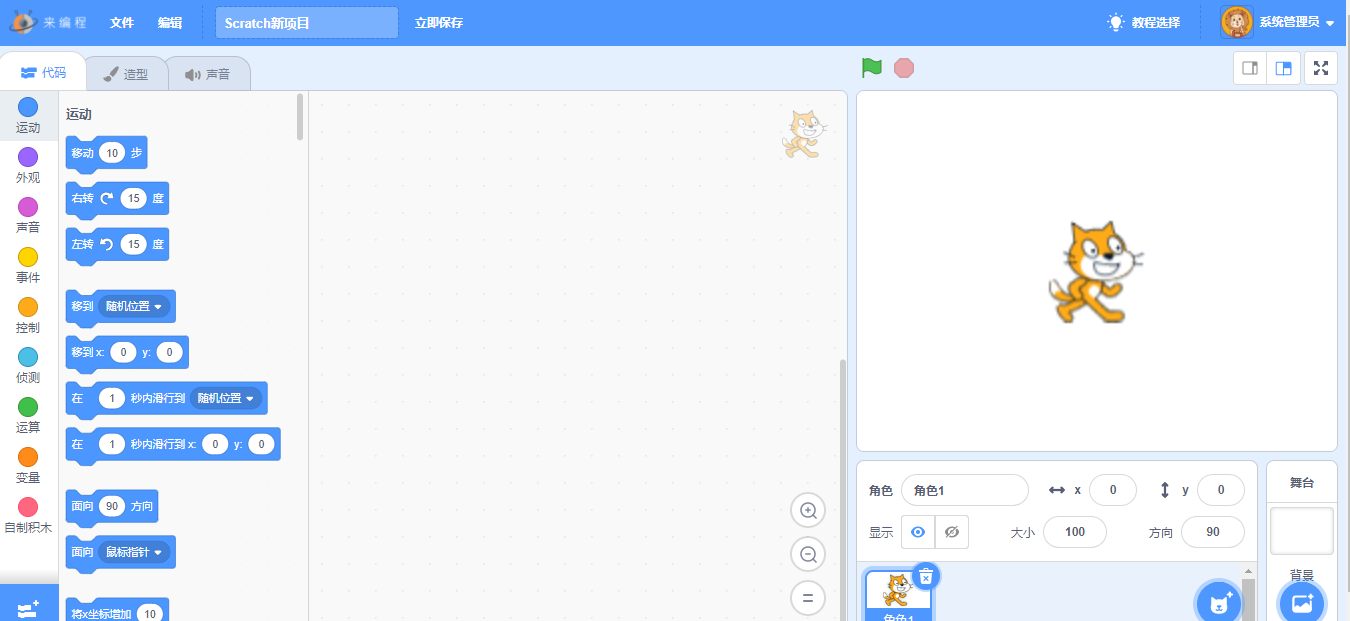 来编程 文件 编辑 Scratch新项目 立即保存 教程选择 系统管理员
代码 造型 声音
运动
外观
声音
事件
控制
侦测
运算
变量
自制积木
运动
移动 10 步
右转 15 度
左转 15 度
移到 随机位置
移到 x: 0 y: 0
在 1 秒内滑行到 随机位置
在 1 秒内滑行到 x: 0 y: 0
面向 90 方向
面向 鼠标指针
将x坐标增加 10
角色 角色1 x 0 y 0
显示 大小 100 方向 90
角色1
舞台
背景